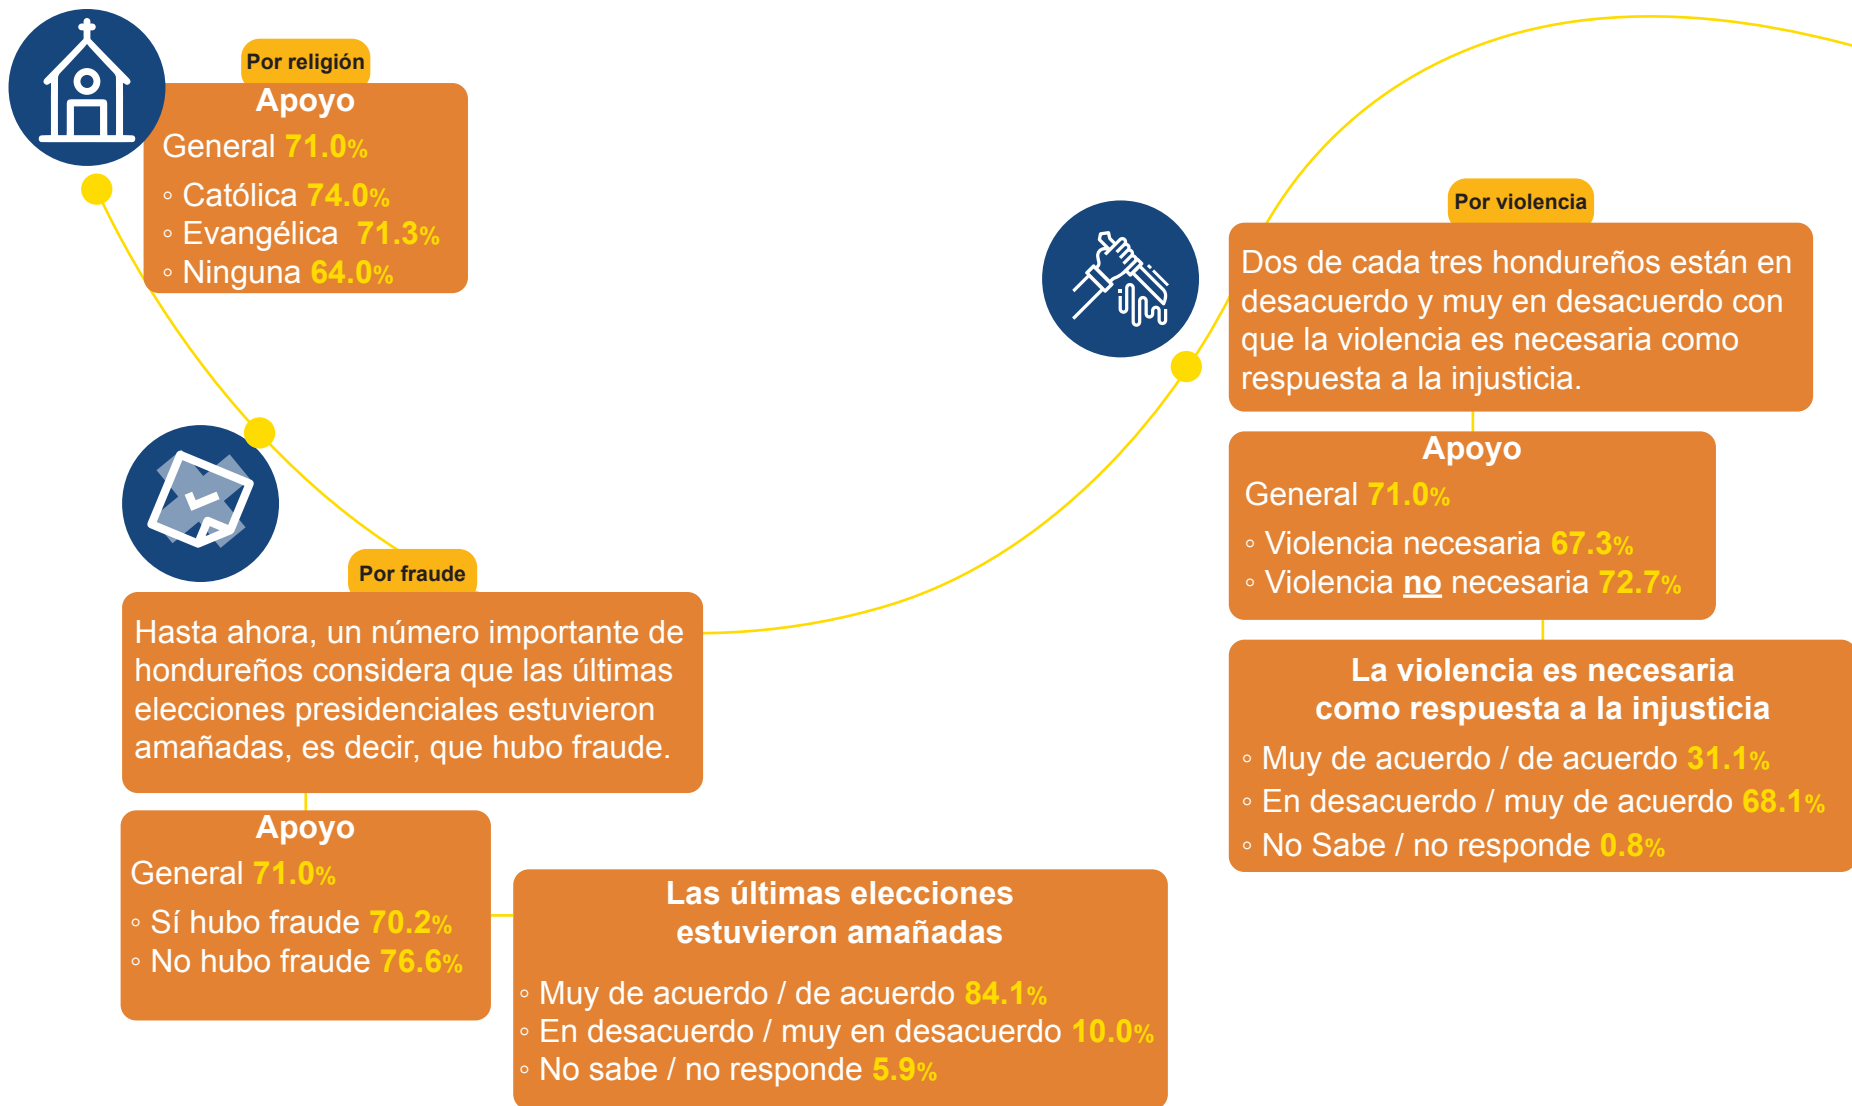 Por religión
Apoyo
General 71.0%
◦ Católica 74.0%
◦ Evangélica 71.3%
◦ Ninguna 64.0%
Por fraude
Hasta ahora, un número importante de
hondureños considera que las últimas
elecciones presidenciales estuvieron
amañadas, es decir, que hubo fraude.
Apoyo
General 71.0%
◦ Sí hubo fraude 70.2%
◦ No hubo fraude 76.6%
Las últimas elecciones
estuvieron amañadas
◦ Muy de acuerdo / de acuerdo 84.1%
◦ En desacuerdo / muy en desacuerdo 10.0%
◦ No sabe / no responde 5.9%
Por violencia
Dos de cada tres hondureños están en
desacuerdo y muy en desacuerdo con
que la violencia es necesaria como
respuesta a la injusticia.
Apoyo
General 71.0%
◦ Violencia necesaria 67.3%
◦ Violencia no necesaria 72.7%
La violencia es necesaria
como respuesta a la injusticia
◦ Muy de acuerdo / de acuerdo 31.1%
◦ En desacuerdo / muy de acuerdo 68.1%
◦ No Sabe / no responde 0.8%